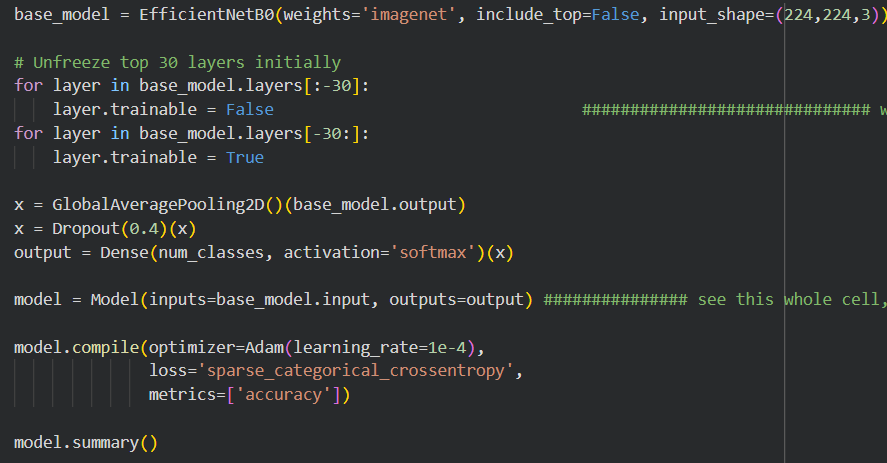 base_model = EfficientNetB0(weights='imagenet', include_top=False, input_shape=(224,224,3))
# Unfreeze top 30 layers initially
for layer in base_model.layers[:-30]:
    layer.trainable = False                                ############################## w
for layer in base_model.layers[-30:]:
    layer.trainable = True
x = GlobalAveragePooling2D()(base_model.output)
x = Dropout(0.4)(x)
output = Dense(num_classes, activation='softmax')(x)
model = Model(inputs=base_model.input, outputs=output) ############### see this whole cell,
model.compile(optimizer=Adam(learning_rate=1e-4),
              loss='sparse_categorical_crossentropy',
              metrics=['accuracy'])
model.summary()